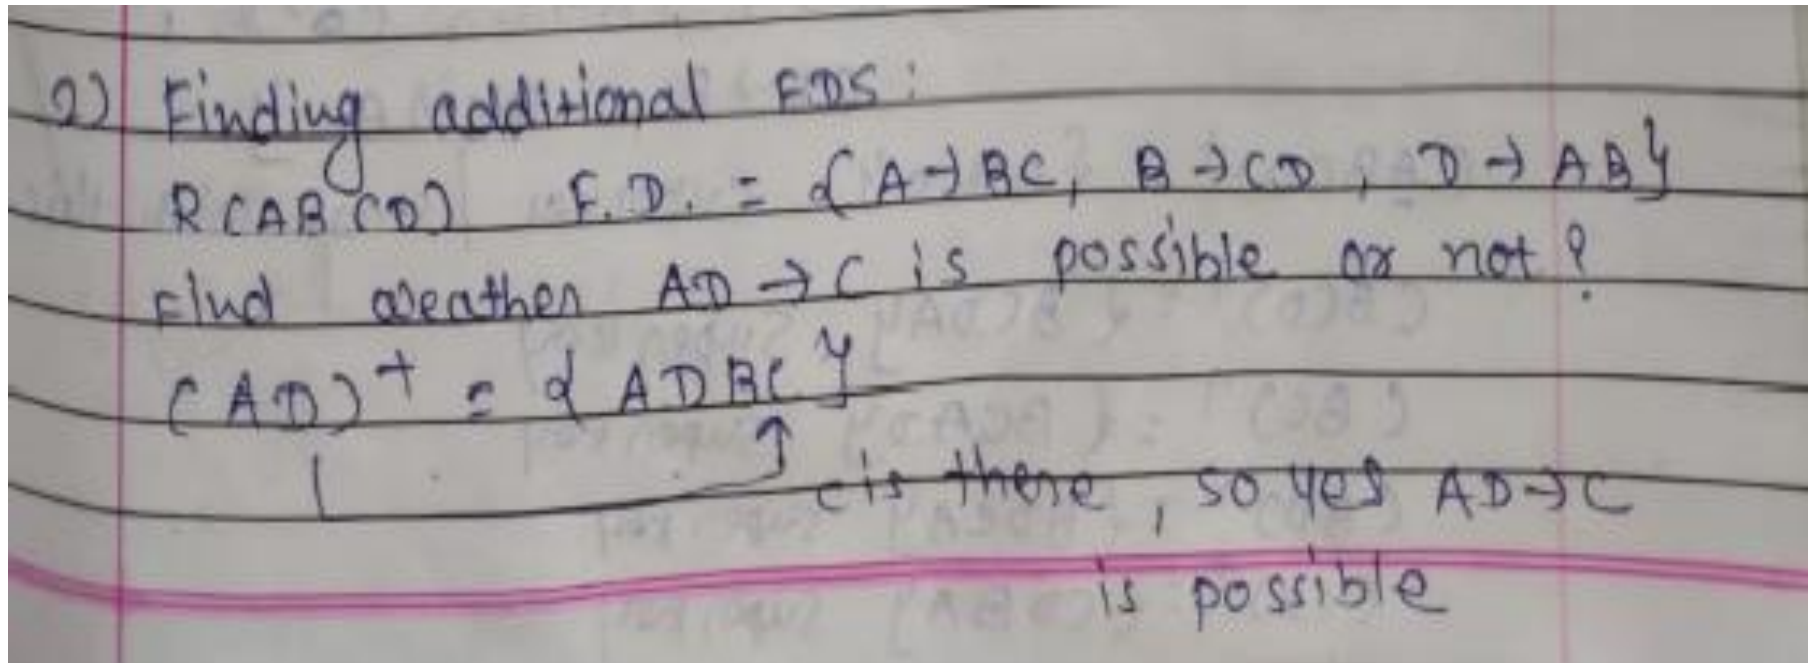 2) Finding additional F.DS:
R(ABCD) F.D. = {A→BC, B→CD, D→AB}
Find weather AD→C is possible or not?
(AD)+ = {ADBC}
c is there, so yes AD→C
is possible